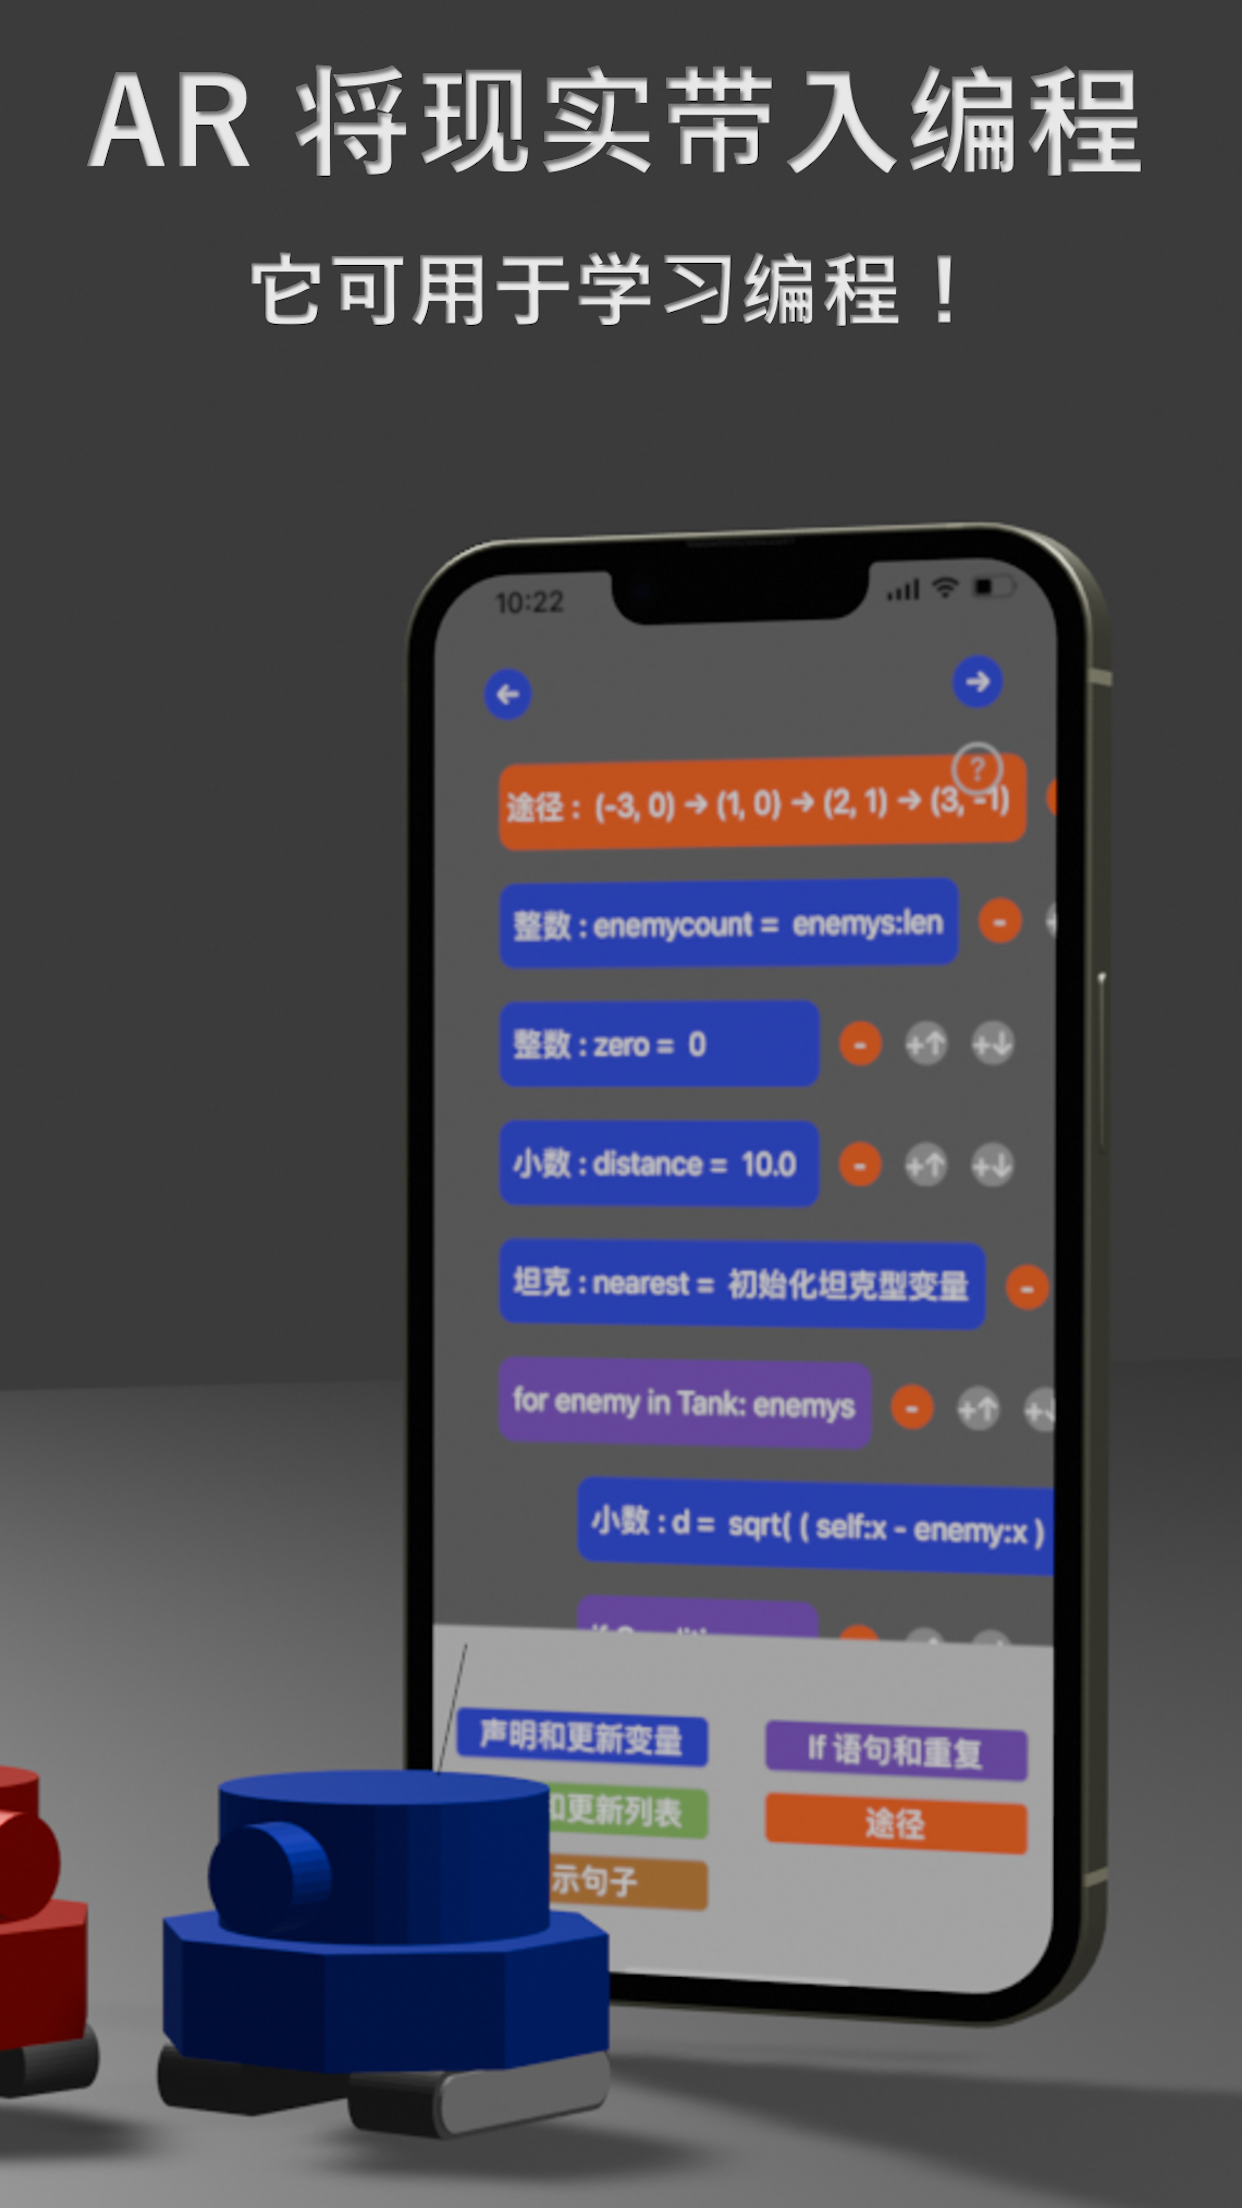 AR 将现实带入编程
它可用于学习编程！
10:22
?
途径： (-3, 0) → (1, 0) → (2, 1) → (3, -1)
整数 : enemycount = enemys:len -
整数 : zero = 0 - +↑ +↓
小数 : distance = 10.0 - +↑ +↓
坦克 : nearest = 初始化坦克型变量 -
for enemy in Tank: enemys - +↑ +↓
小数 : d = sqrt( ( self:x - enemy:x )
声明和更新变量
If 语句和重复
和更新列表
途径
示句子